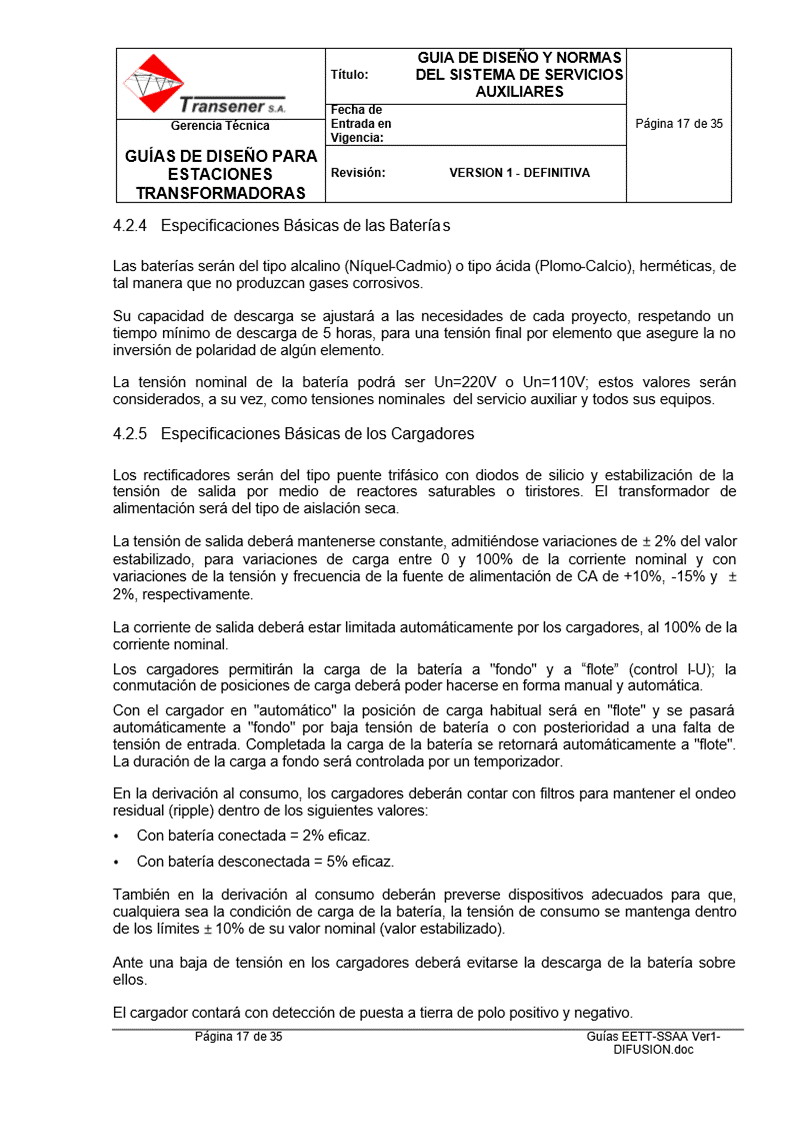 Transener S.A.
Gerencia Técnica
GUÍAS DE DISEÑO PARA
ESTACIONES
TRANSFORMADORAS
Título:
GUIA DE DISEÑO Y NORMAS
DEL SISTEMA DE SERVICIOS
AUXILIARES
Fecha de
Entrada en
Vigencia:
Revisión:
VERSION 1 - DEFINITIVA
Página 17 de 35
4.2.4 Especificaciones Básicas de las Baterías
Las baterías serán del tipo alcalino (Níquel-Cadmio) o tipo ácida (Plomo-Calcio), herméticas, de
tal manera que no produzcan gases corrosivos.
Su capacidad de descarga se ajustará a las necesidades de cada proyecto, respetando un
tiempo mínimo de descarga de 5 horas, para una tensión final por elemento que asegure la no
inversión de polaridad de algún elemento.
La tensión nominal de la batería podrá ser Un=220V o Un=110V; estos valores serán
considerados, a su vez, como tensiones nominales del servicio auxiliar y todos sus equipos.
4.2.5 Especificaciones Básicas de los Cargadores
Los rectificadores serán del tipo puente trifásico con diodos de silicio y estabilización de la
tensión de salida por medio de reactores saturables o tiristores. El transformador de
alimentación será del tipo de aislación seca.
La tensión de salida deberá mantenerse constante, admitiéndose variaciones de ± 2% del valor
estabilizado, para variaciones de carga entre 0 y 100% de la corriente nominal y con
variaciones de la tensión y frecuencia de la fuente de alimentación de CA de +10%, -15% y ±
2%, respectivamente.
La corriente de salida deberá estar limitada automáticamente por los cargadores, al 100% de la
corriente nominal.
Los cargadores permitirán la carga de la batería a "fondo" y a “flote” (control I-U); la
conmutación de posiciones de carga deberá poder hacerse en forma manual y automática.
Con el cargador en "automático" la posición de carga habitual será en "flote" y se pasará
automáticamente a "fondo" por baja tensión de batería o con posterioridad a una falta de
tensión de entrada. Completada la carga de la batería se retornará automáticamente a "flote".
La duración de la carga a fondo será controlada por un temporizador.
En la derivación al consumo, los cargadores deberán contar con filtros para mantener el ondeo
residual (ripple) dentro de los siguientes valores:
• Con batería conectada = 2% eficaz.
• Con batería desconectada = 5% eficaz.
También en la derivación al consumo deberán preverse dispositivos adecuados para que,
cualquiera sea la condición de carga de la batería, la tensión de consumo se mantenga dentro
de los límites ± 10% de su valor nominal (valor estabilizado).
Ante una baja de tensión en los cargadores deberá evitarse la descarga de la batería sobre
ellos.
El cargador contará con detección de puesta a tierra de polo positivo y negativo.
Página 17 de 35
Guías EETT-SSAA Ver1-
DIFUSION.doc